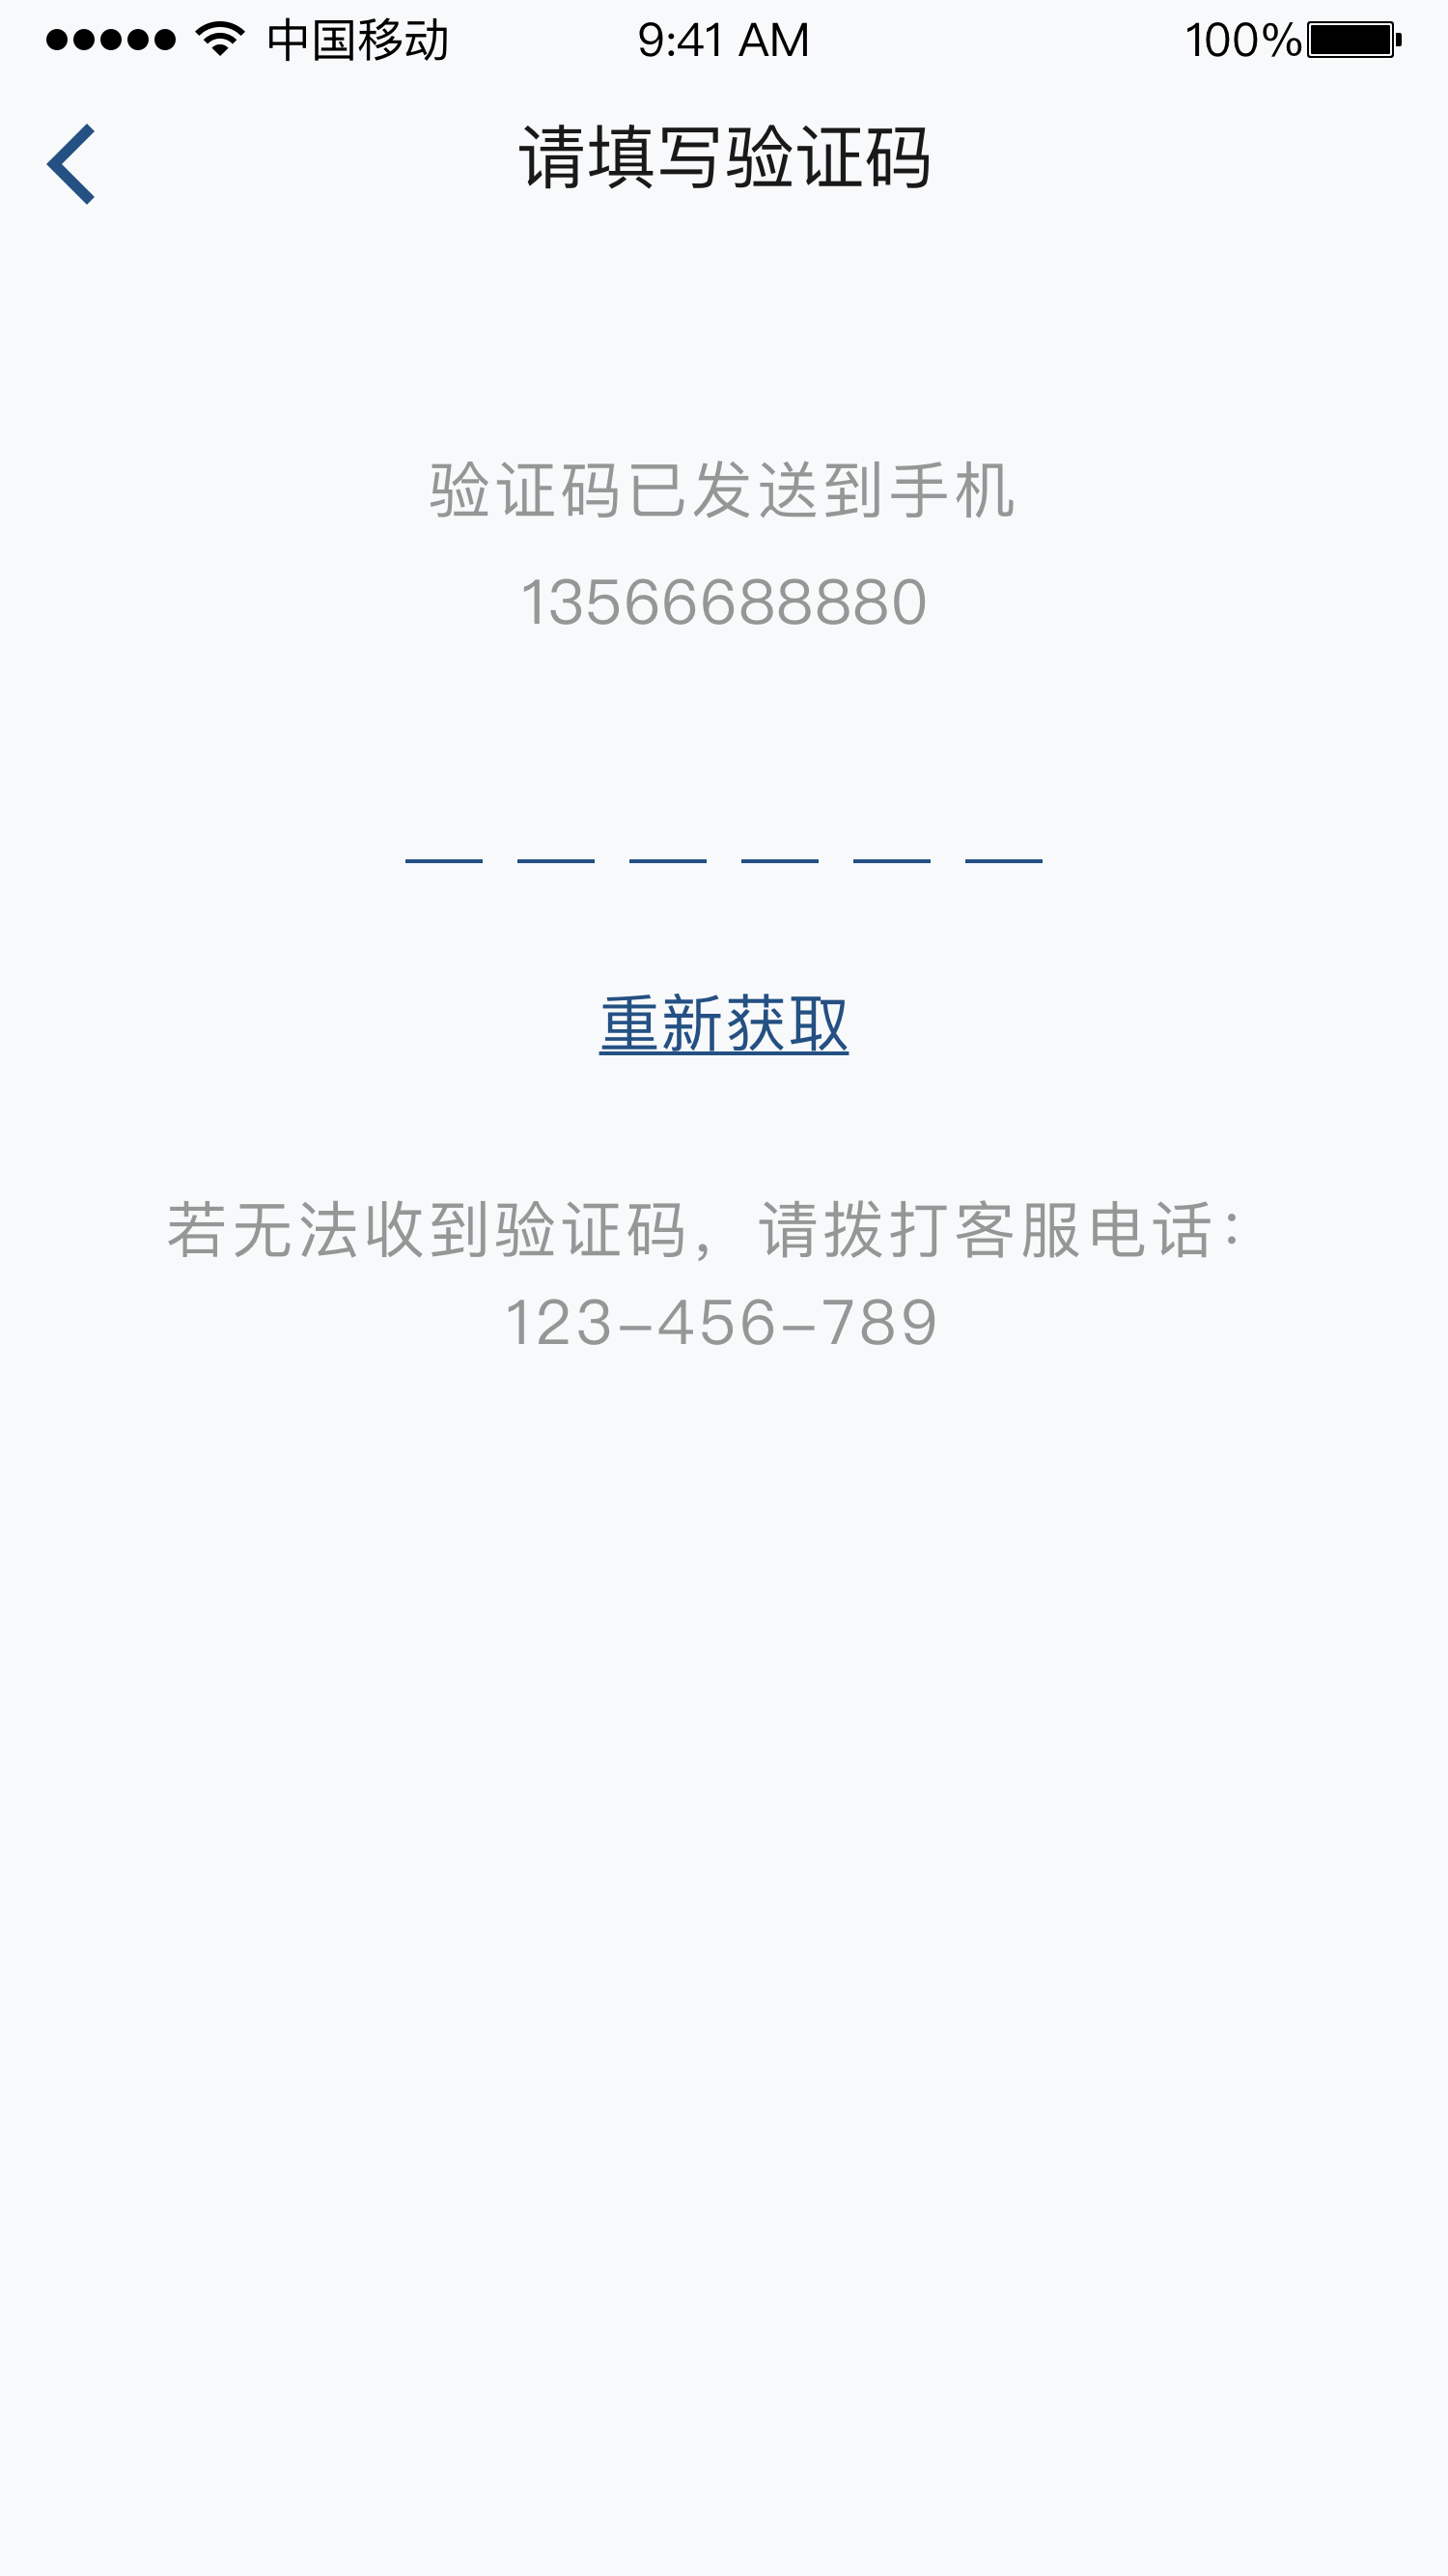 中国移动 9:41 AM 100%
请填写验证码
验证码已发送到手机
13566688880
重新获取
若无法收到验证码，请拨打客服电话：
123-456-789